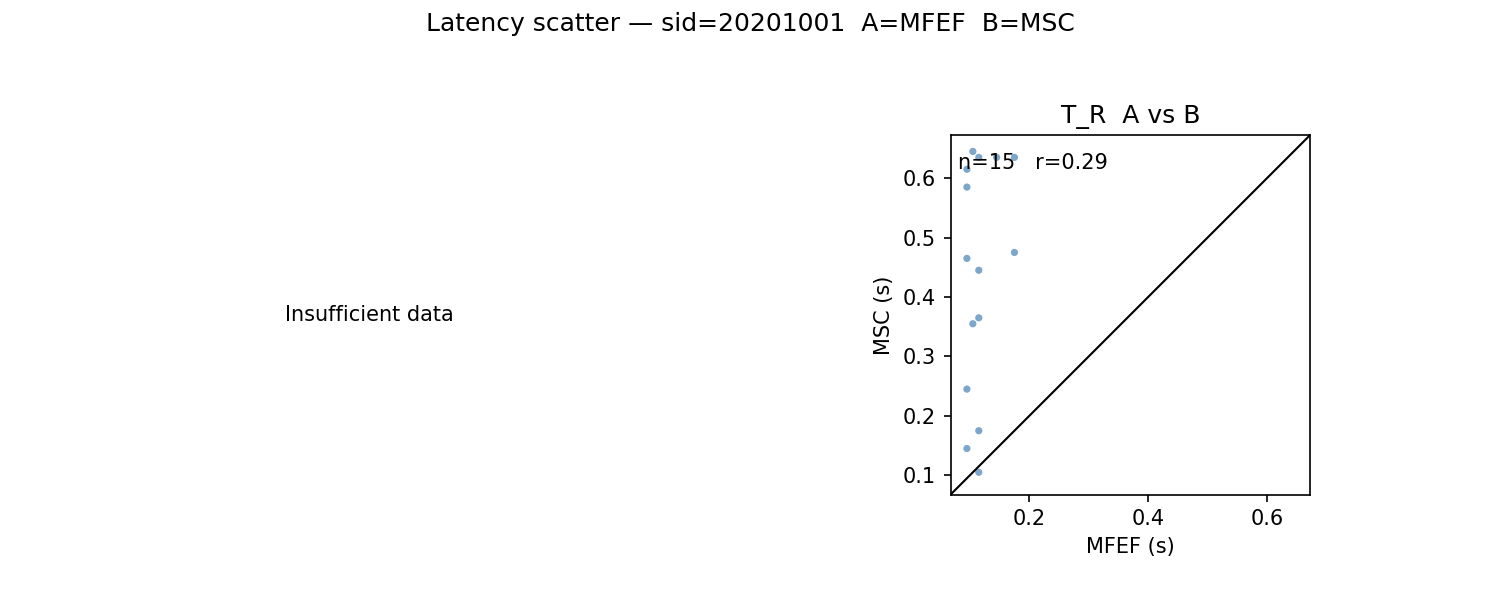 Latency scatter — sid=20201001  A=MFEF  B=MSC
Insufficient data
T_R  A vs B
n=15   r=0.29
0.6
0.5
0.4
0.3
0.2
0.1
MSC (s)
0.2
0.4
0.6
MFEF (s)